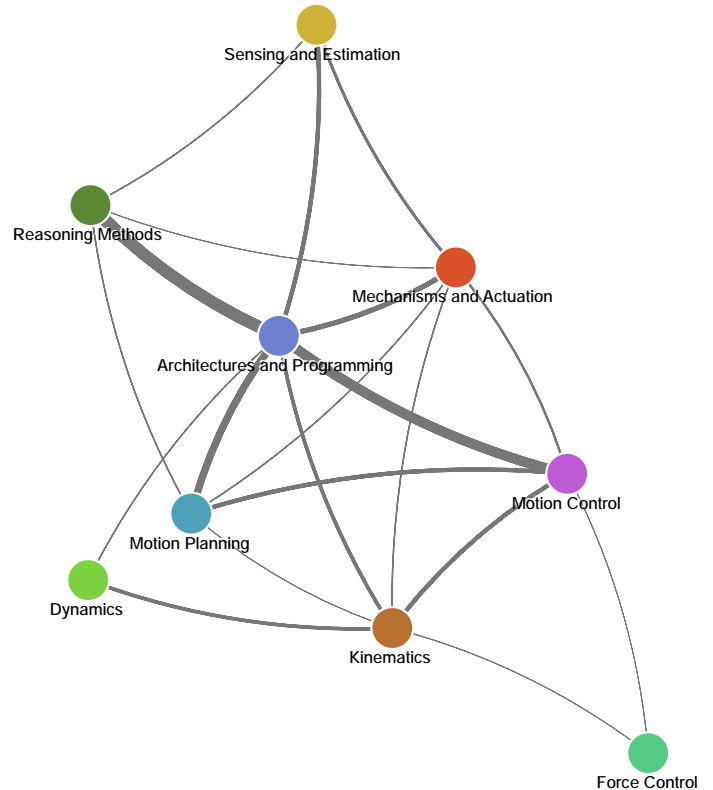 Sensing and Estimation
Reasoning Methods
Mechanisms and Actuation
Architectures and Programming
Motion Control
Motion Planning
Dynamics
Kinematics
Force Control